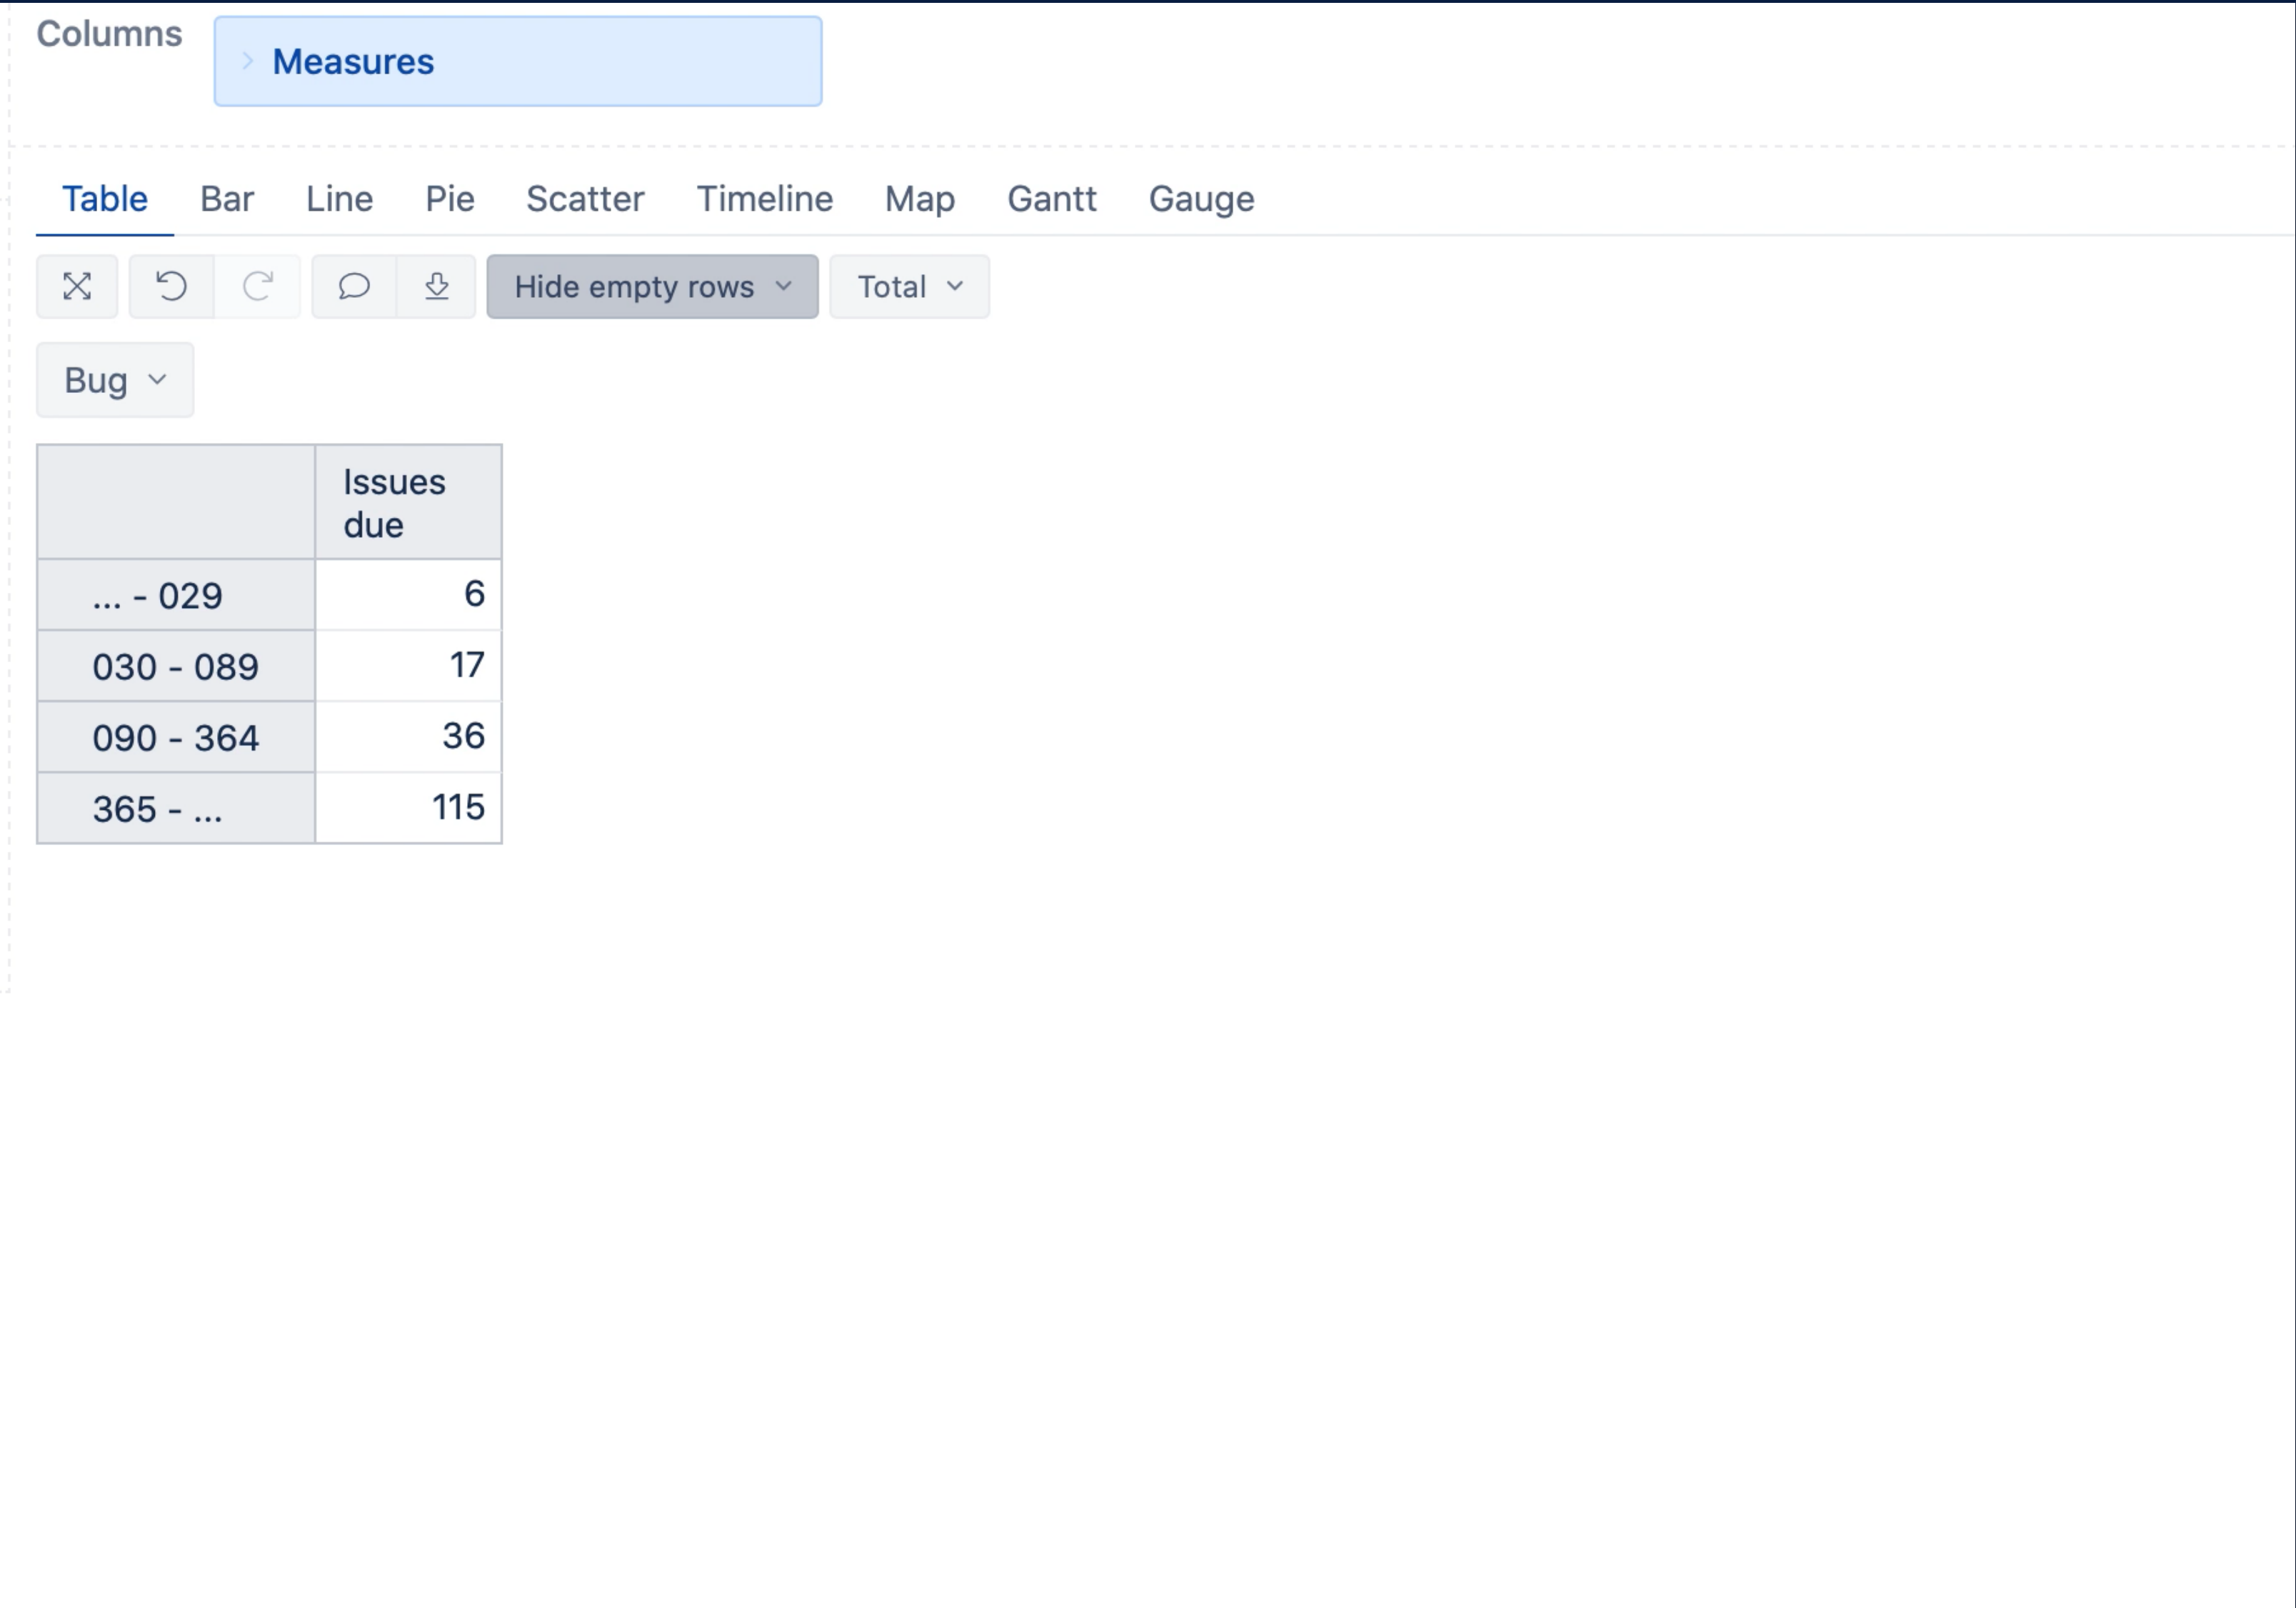 Columns
Measures
Table Bar Line Pie Scatter Timeline Map Gantt Gauge
Hide empty rows Total
Bug
Issues
due
... - 029 6
030 - 089 17
090 - 364 36
365 - ... 115